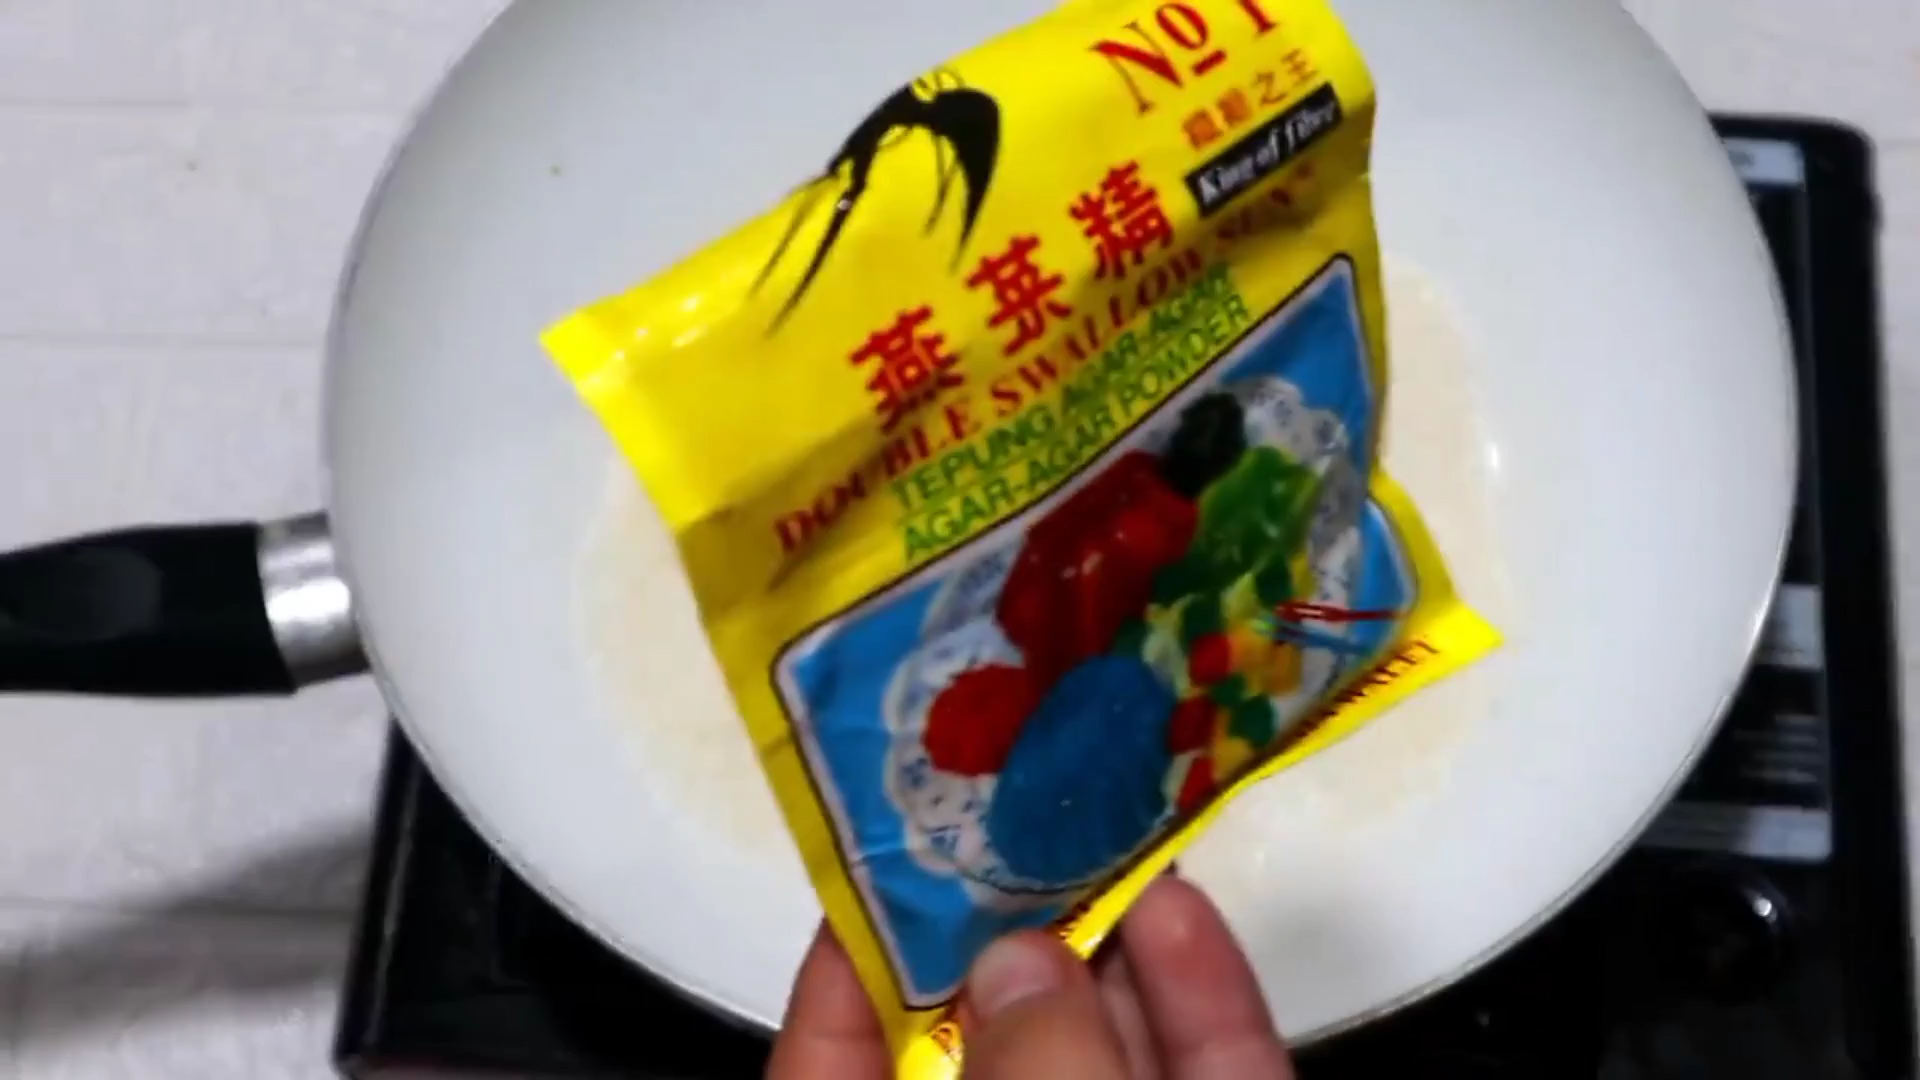 No 1
纖維之王
King of fibre
燕菜精
DOUBLE SWALLOW
TEPUNG AGAR-AGAR
AGAR-AGAR POWDER